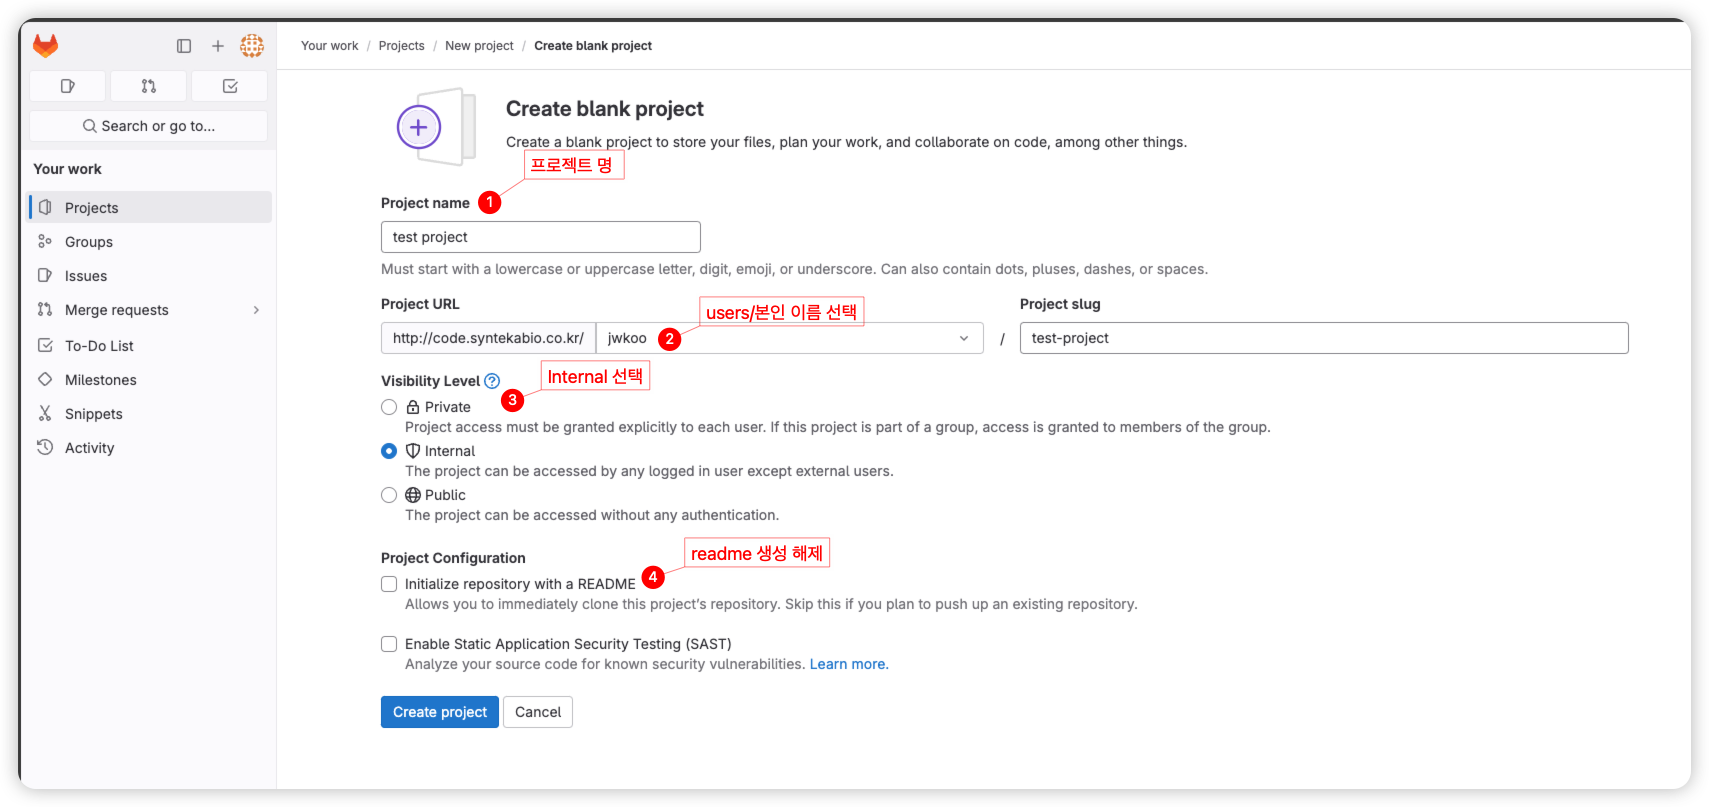 Your work / Projects / New project / Create blank project
Search or go to...
Your work
Projects
Groups
Issues
Merge requests
To-Do List
Milestones
Snippets
Activity
Create blank project
Create a blank project to store your files, plan your work, and collaborate on code, among other things.
프로젝트 명
Project name 1
test project
Must start with a lowercase or uppercase letter, digit, emoji, or underscore. Can also contain dots, pluses, dashes, or spaces.
Project URL
users/본인 이름 선택
Project slug
http://code.syntekabio.co.kr/ jwkoo 2 / test-project
Internal 선택
Visibility Level ? 3
Private
Project access must be granted explicitly to each user. If this project is part of a group, access is granted to members of the group.
Internal
The project can be accessed by any logged in user except external users.
Public
The project can be accessed without any authentication.
readme 생성 해제
Project Configuration
Initialize repository with a README 4
Allows you to immediately clone this project's repository. Skip this if you plan to push up an existing repository.
Enable Static Application Security Testing (SAST)
Analyze your source code for known security vulnerabilities. Learn more.
Create project Cancel